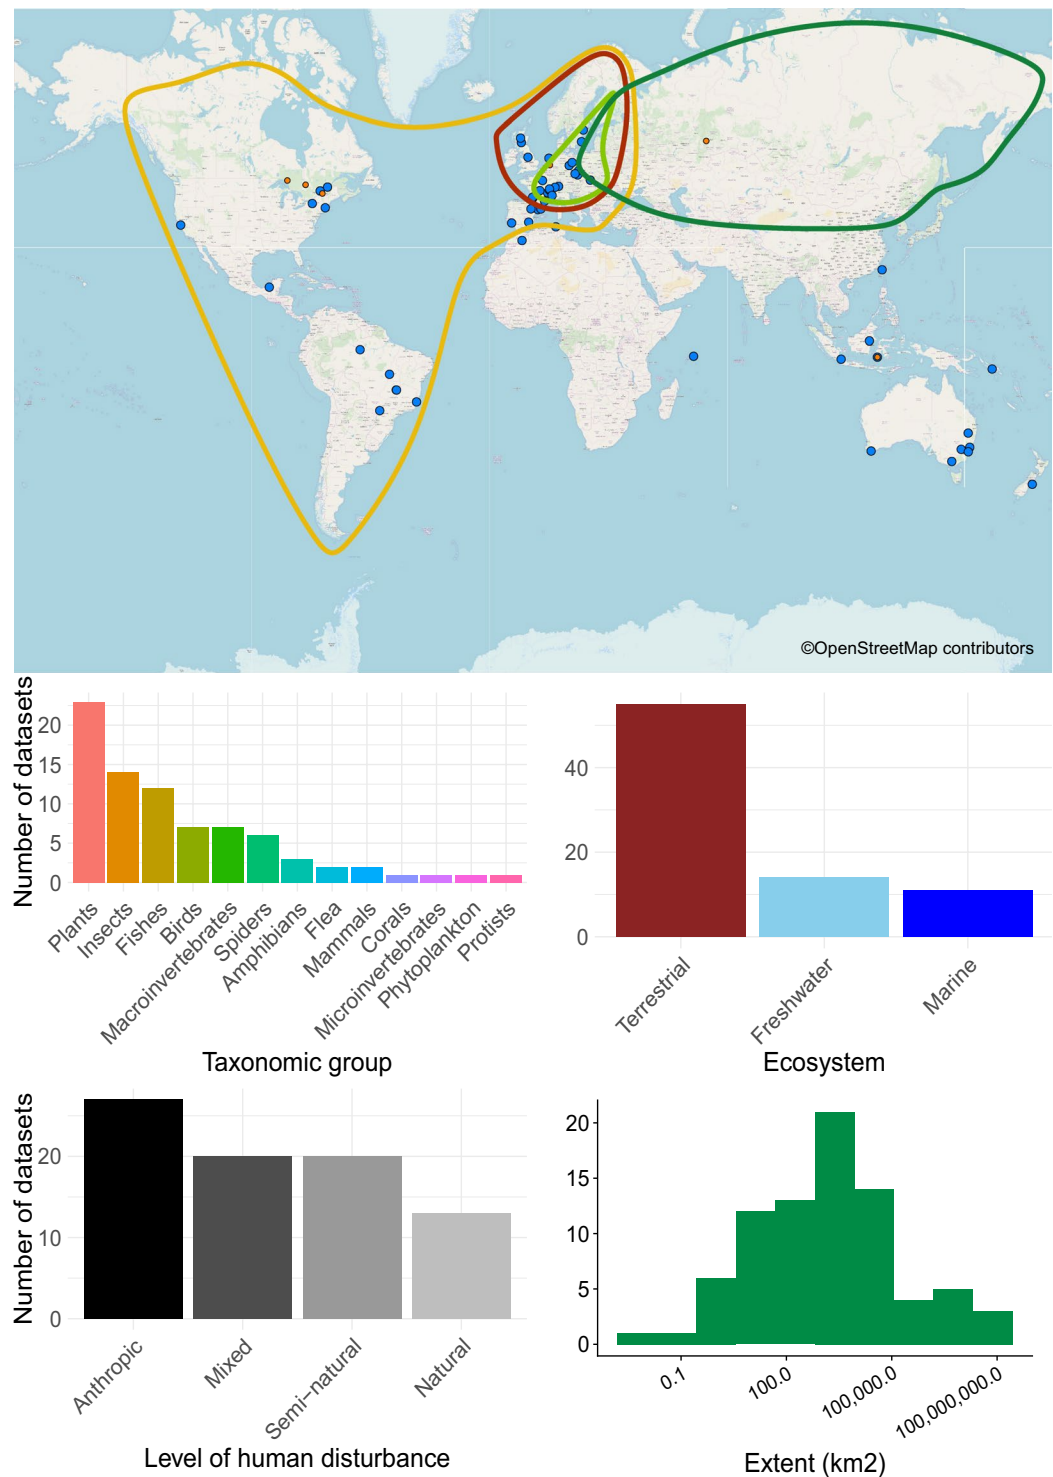 ©OpenStreetMap contributors
Number of datasets
20
15
10
5
0
Plants
Insects
Fishes
Birds
Macroinvertebrates
Spiders
Amphibians
Flea
Mammals
Corals
Microinvertebrates
Phytoplankton
Protists
Taxonomic group
40
20
0
Terrestrial
Freshwater
Marine
Ecosystem
Number of datasets
20
10
0
Anthropic
Mixed
Semi−natural
Natural
Level of human disturbance
20
15
10
5
0
0.1
100.0
100,000.0
100,000,000.0
Extent (km2)